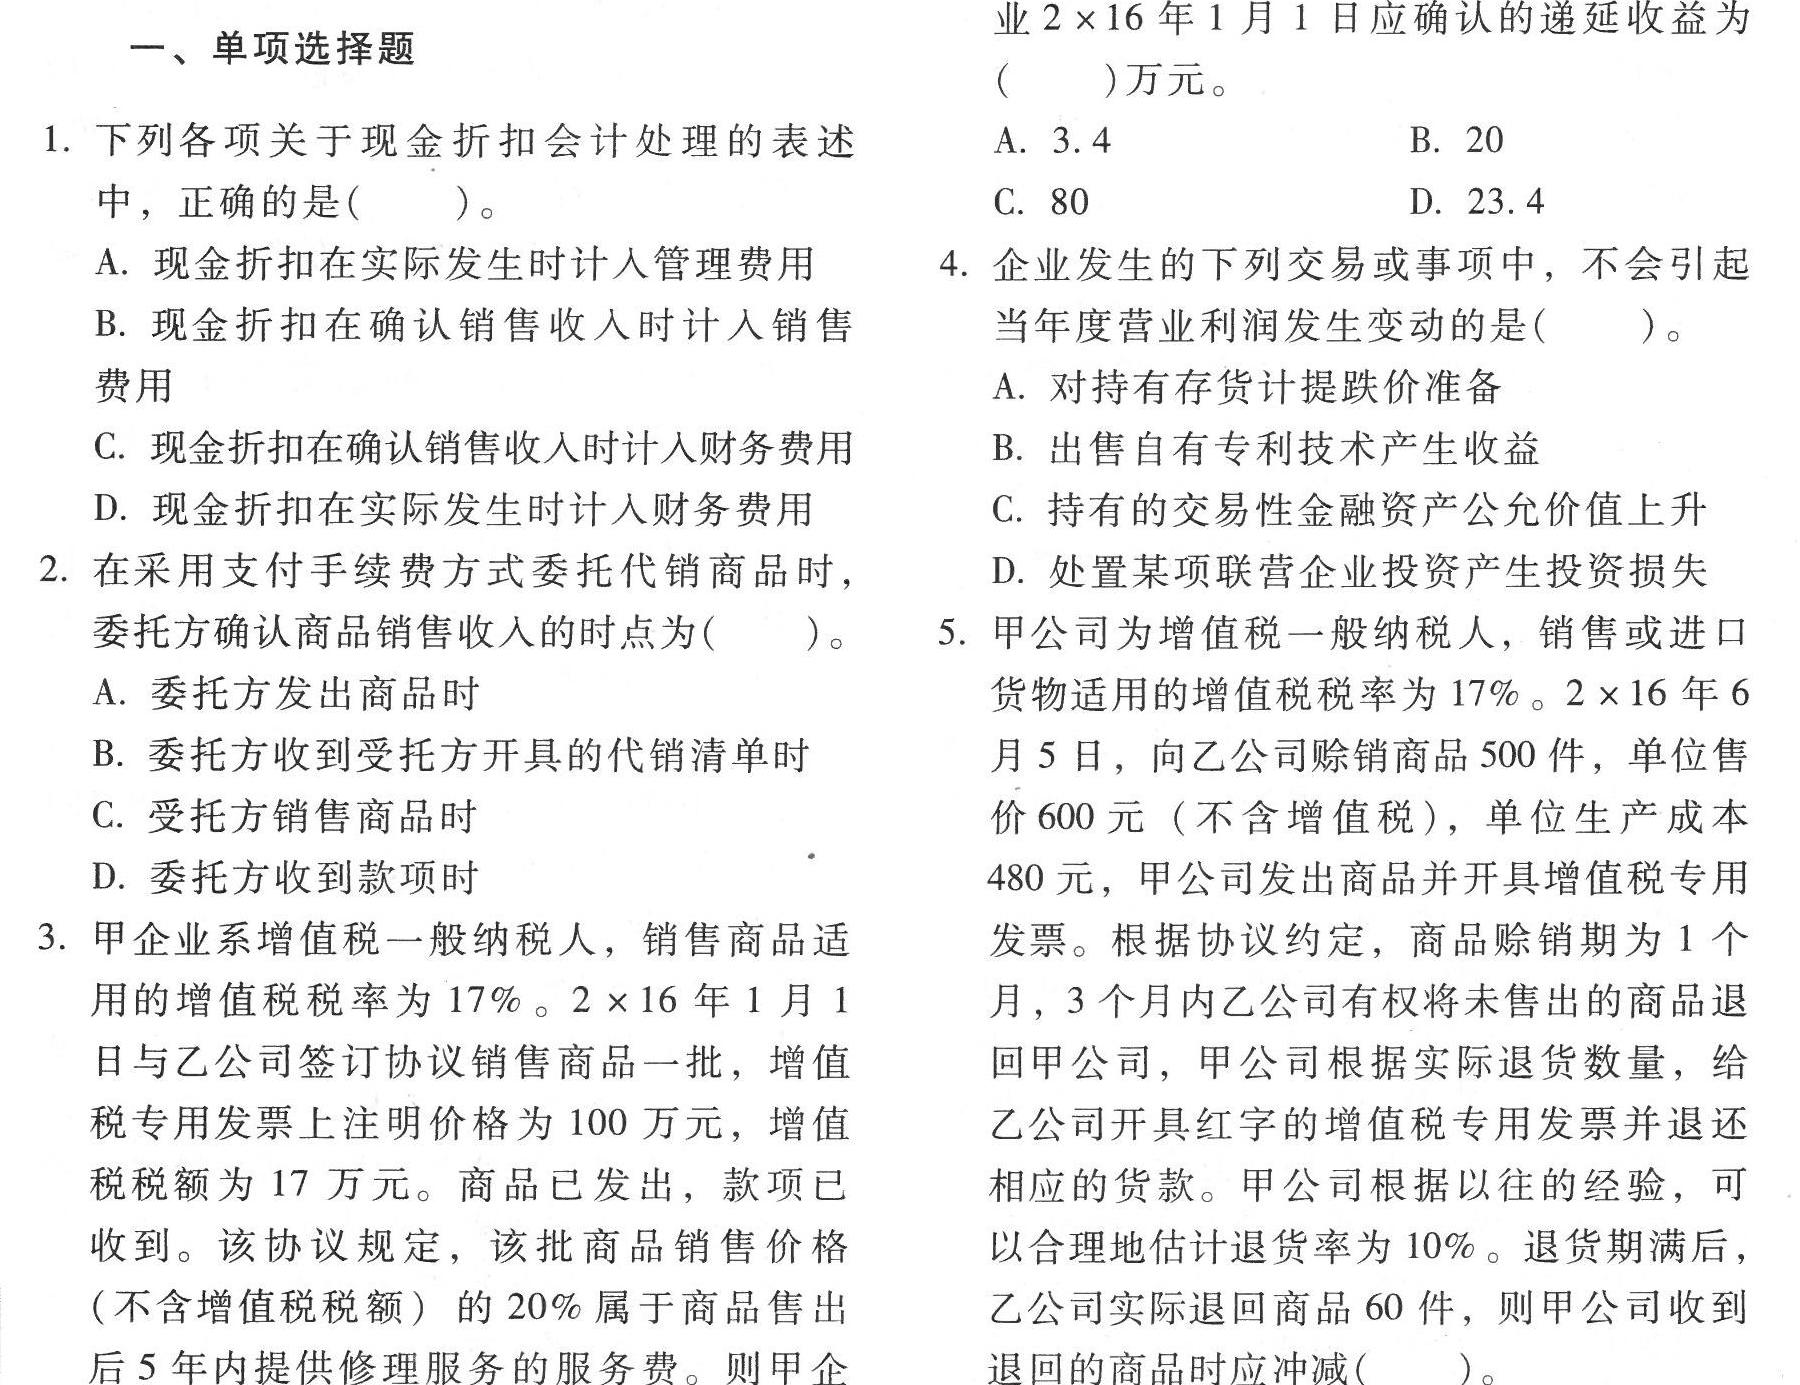 一、单项选择题
1. 下列各项关于现金折扣会计处理的表述
中，正确的是(　　)。
A. 现金折扣在实际发生时计入管理费用
B. 现金折扣在确认销售收入时计入销售
费用
C. 现金折扣在确认销售收入时计入财务费用
D. 现金折扣在实际发生时计入财务费用
2. 在采用支付手续费方式委托代销商品时，
委托方确认商品销售收入的时点为(　　)。
A. 委托方发出商品时
B. 委托方收到受托方开具的代销清单时
C. 受托方销售商品时
D. 委托方收到款项时
3. 甲企业系增值税一般纳税人，销售商品适
用的增值税税率为 17%。2×16 年 1 月 1
日与乙公司签订协议销售商品一批，增值
税专用发票上注明价格为 100 万元，增值
税税额为 17 万元。商品已发出，款项已
收到。该协议规定，该批商品销售价格
(不含增值税税额) 的 20% 属于商品售出
后 5 年内提供修理服务的服务费。则甲企
业 2×16 年 1 月 1 日应确认的递延收益为
(　　)万元。
A. 3.4　　B. 20
C. 80　　D. 23.4
4. 企业发生的下列交易或事项中，不会引起
当年度营业利润发生变动的是(　　)。
A. 对持有存货计提跌价准备
B. 出售自有专利技术产生收益
C. 持有的交易性金融资产公允价值上升
D. 处置某项联营企业投资产生投资损失
5. 甲公司为增值税一般纳税人，销售或进口
货物适用的增值税税率为 17%。2×16 年 6
月 5 日，向乙公司赊销商品 500 件，单位售
价 600 元 (不含增值税)，单位生产成本
480 元，甲公司发出商品并开具增值税专用
发票。根据协议约定，商品赊销期为 1 个
月，3 个月内乙公司有权将未售出的商品退
回甲公司，甲公司根据实际退货数量，给
乙公司开具红字的增值税专用发票并退还
相应的货款。甲公司根据以往的经验，可
以合理地估计退货率为 10%。退货期满后，
乙公司实际退回商品 60 件，则甲公司收到
退回的商品时应冲减(　　)。